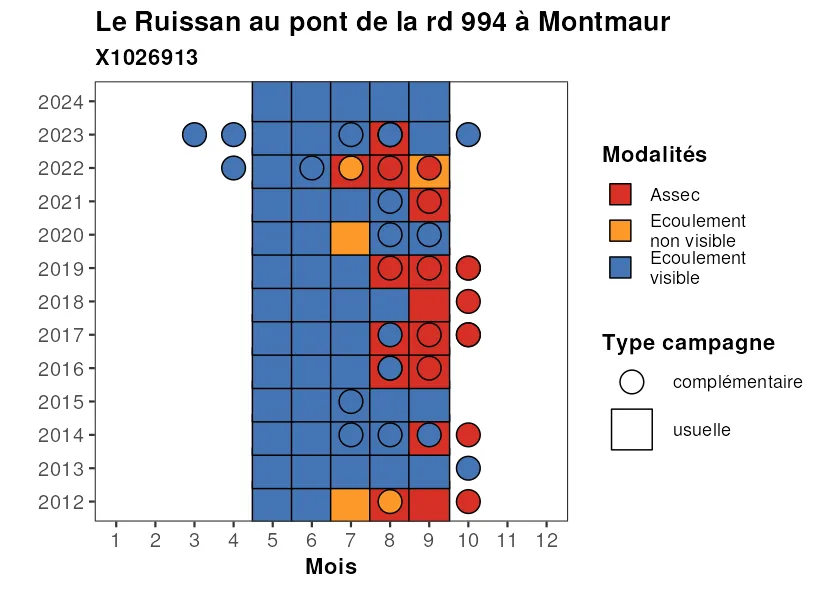 Le Ruissan au pont de la rd 994 à Montmaur
X1026913
2024
2023
2022
2021
2020
2019
2018
2017
2016
2015
2014
2013
2012
1 2 3 4 5 6 7 8 9 10 11 12
Mois
Modalités
Assec
Ecoulement
non visible
Ecoulement
visible
Type campagne
complémentaire
usuelle